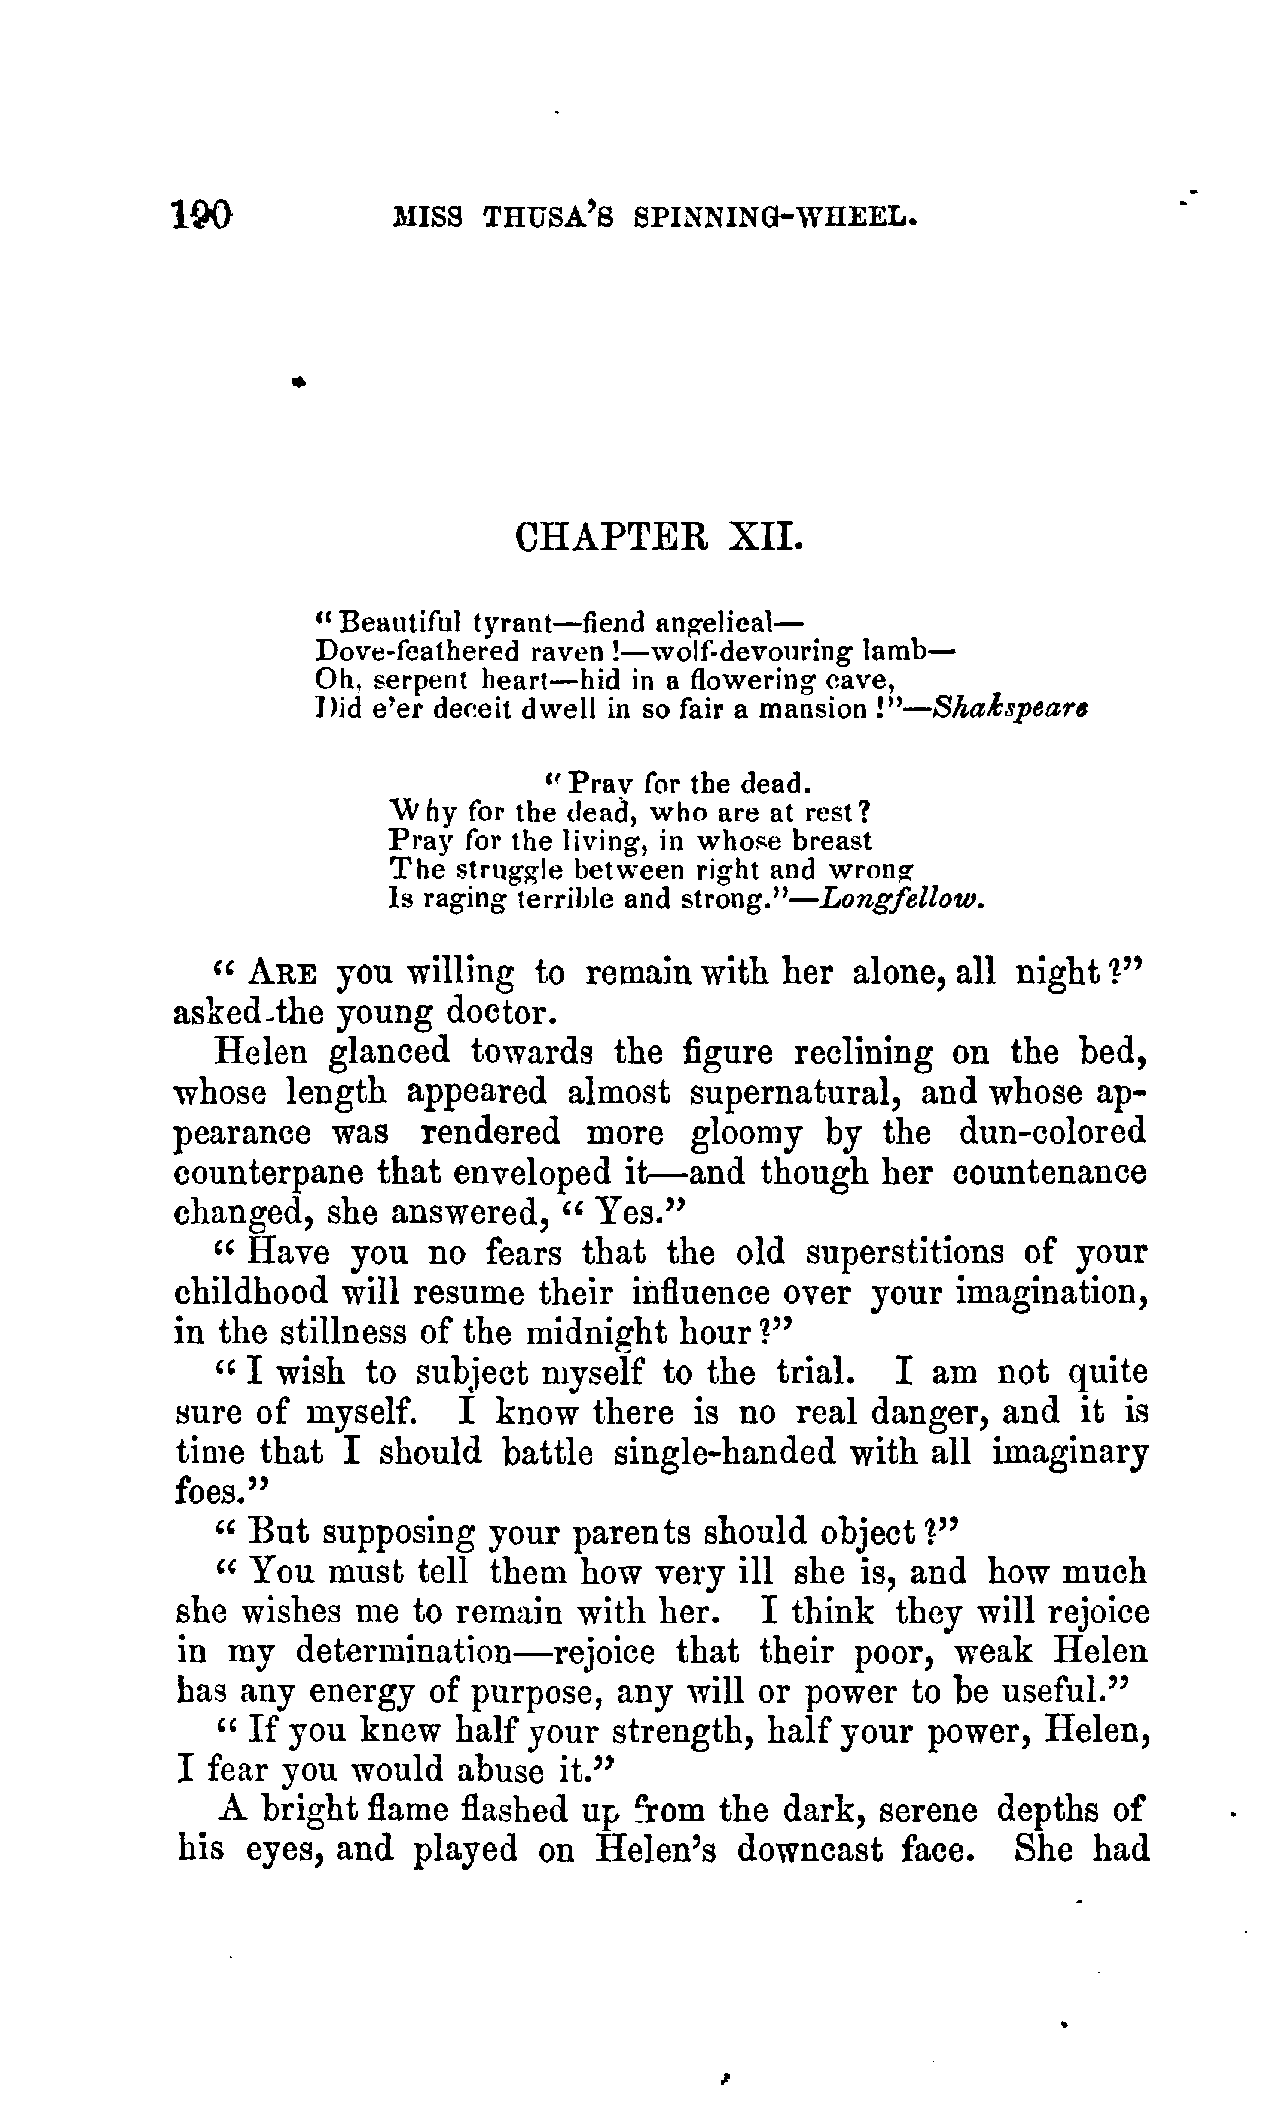 190 MISS THUSA'S SPINNING-WHEEL.
CHAPTER XII.
"Beautiful tyrant—fiend angelical—
Dove-feathered raven!—wolf-devouring lamb—
Oh, serpent heart—hid in a flowering cave,
Did e'er deceit dwell in so fair a mansion!"—Shakspeare
"Pray for the dead.
Why for the dead, who are at rest?
Pray for the living, in whose breast
The struggle between right and wrong
Is raging terrible and strong."—Longfellow.
"ARE you willing to remain with her alone, all night?"
asked the young doctor.
Helen glanced towards the figure reclining on the bed,
whose length appeared almost supernatural, and whose ap-
pearance was rendered more gloomy by the dun-colored
counterpane that enveloped it—and though her countenance
changed, she answered, "Yes."
"Have you no fears that the old superstitions of your
childhood will resume their influence over your imagination,
in the stillness of the midnight hour?"
"I wish to subject myself to the trial. I am not quite
sure of myself. I know there is no real danger, and it is
time that I should battle single-handed with all imaginary
foes."
"But supposing your parents should object?"
"You must tell them how very ill she is, and how much
she wishes me to remain with her. I think they will rejoice
in my determination—rejoice that their poor, weak Helen
has any energy of purpose, any will or power to be useful."
"If you knew half your strength, half your power, Helen,
I fear you would abuse it."
A bright flame flashed up from the dark, serene depths of
his eyes, and played on Helen's downcast face. She had